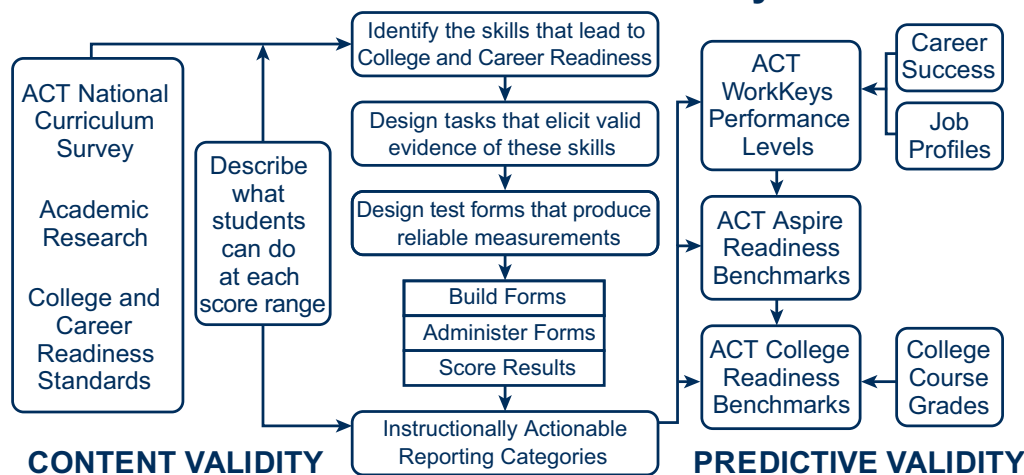 ACT National
Curriculum
Survey
Academic
Research
College and
Career
Readiness
Standards
Describe
what
students
can do
at each
score range
Identify the skills that lead to
College and Career Readiness
Design tasks that elicit valid
evidence of these skills
Design test forms that produce
reliable measurements
Build Forms
Administer Forms
Score Results
Instructionally Actionable
Reporting Categories
ACT
WorkKeys
Performance
Levels
ACT Aspire
Readiness
Benchmarks
ACT College
Readiness
Benchmarks
Career
Success
Job
Profiles
College
Course
Grades
CONTENT VALIDITY
PREDICTIVE VALIDITY